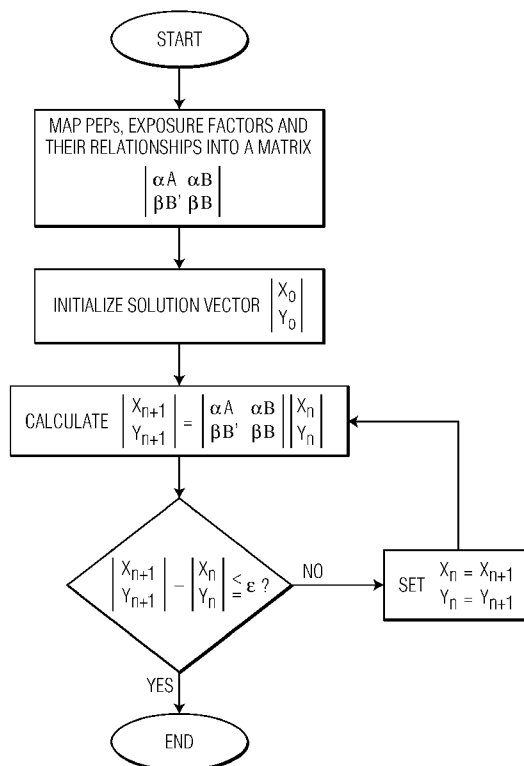 START
MAP PEPs, EXPOSURE FACTORS AND
THEIR RELATIONSHIPS INTO A MATRIX
| αA αB |
| βB' βB |
INITIALIZE SOLUTION VECTOR | X₀ |
| Y₀ |
CALCULATE | Xₙ₊₁ | = | αA αB | | Xₙ |
| Yₙ₊₁ | | βB' βB | | Yₙ |
| Xₙ₊₁ | − | Xₙ | ≤ ε ?
| Yₙ₊₁ | | Yₙ |
NO
SET Xₙ = Xₙ₊₁
Yₙ = Yₙ₊₁
YES
END